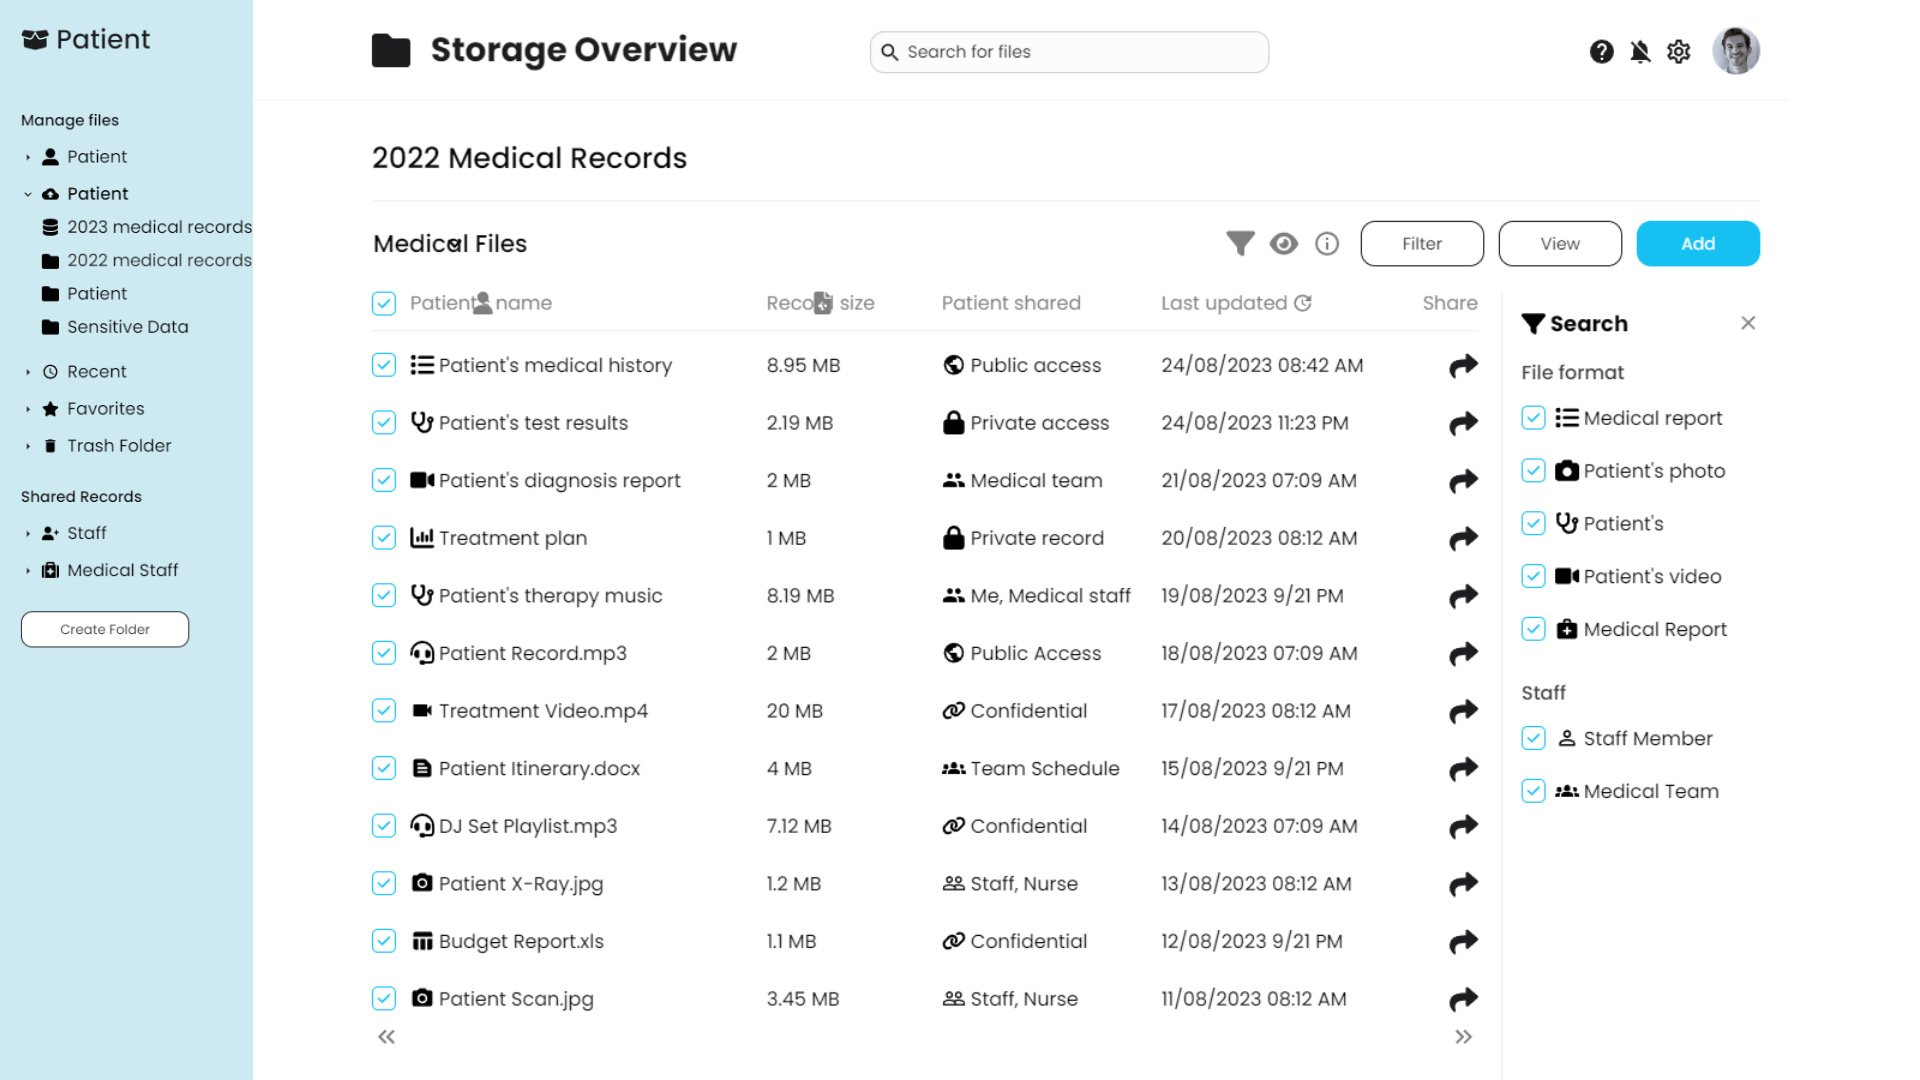 Patient
Storage Overview
Search for files
Manage files
Patient
Patient
2023 medical records
2022 medical records
Patient
Sensitive Data
Recent
Favorites
Trash Folder
Shared Records
Staff
Medical Staff
Create Folder
2022 Medical Records
Medical Files
Filter
View
Add
Patient name Record size Patient shared Last updated Share
Patient's medical history 8.95 MB Public access 24/08/2023 08:42 AM
Patient's test results 2.19 MB Private access 24/08/2023 11:23 PM
Patient's diagnosis report 2 MB Medical team 21/08/2023 07:09 AM
Treatment plan 1 MB Private record 20/08/2023 08:12 AM
Patient's therapy music 8.19 MB Me, Medical staff 19/08/2023 9/21 PM
Patient Record.mp3 2 MB Public Access 18/08/2023 07:09 AM
Treatment Video.mp4 20 MB Confidential 17/08/2023 08:12 AM
Patient Itinerary.docx 4 MB Team Schedule 15/08/2023 9/21 PM
DJ Set Playlist.mp3 7.12 MB Confidential 14/08/2023 07:09 AM
Patient X-Ray.jpg 1.2 MB Staff, Nurse 13/08/2023 08:12 AM
Budget Report.xls 1.1 MB Confidential 12/08/2023 9/21 PM
Patient Scan.jpg 3.45 MB Staff, Nurse 11/08/2023 08:12 AM
Search
File format
Medical report
Patient's photo
Patient's
Patient's video
Medical Report
Staff
Staff Member
Medical Team